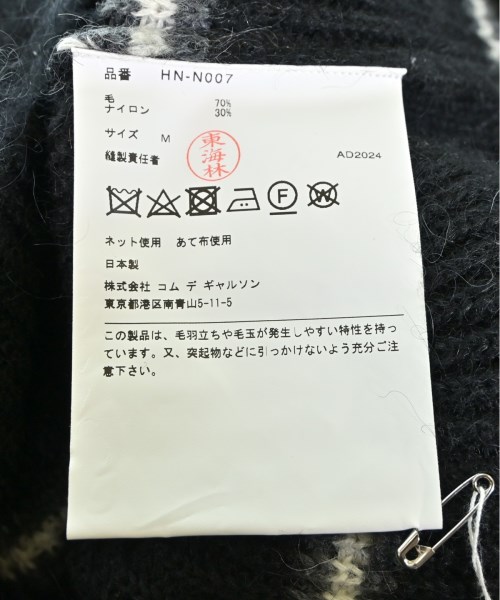 品番 HN-N007
毛 70%
ナイロン 30%
サイズ M
縫製責任者 東海林 AD2024
F W
ネット使用 あて布使用
日本製
株式会社 コム デ ギャルソン
東京都港区南青山5-11-5
この製品は、毛羽立ちや毛玉が発生しやすい特性を持っ
ています。又、突起物などに引っかけないよう充分ご注
意下さい。